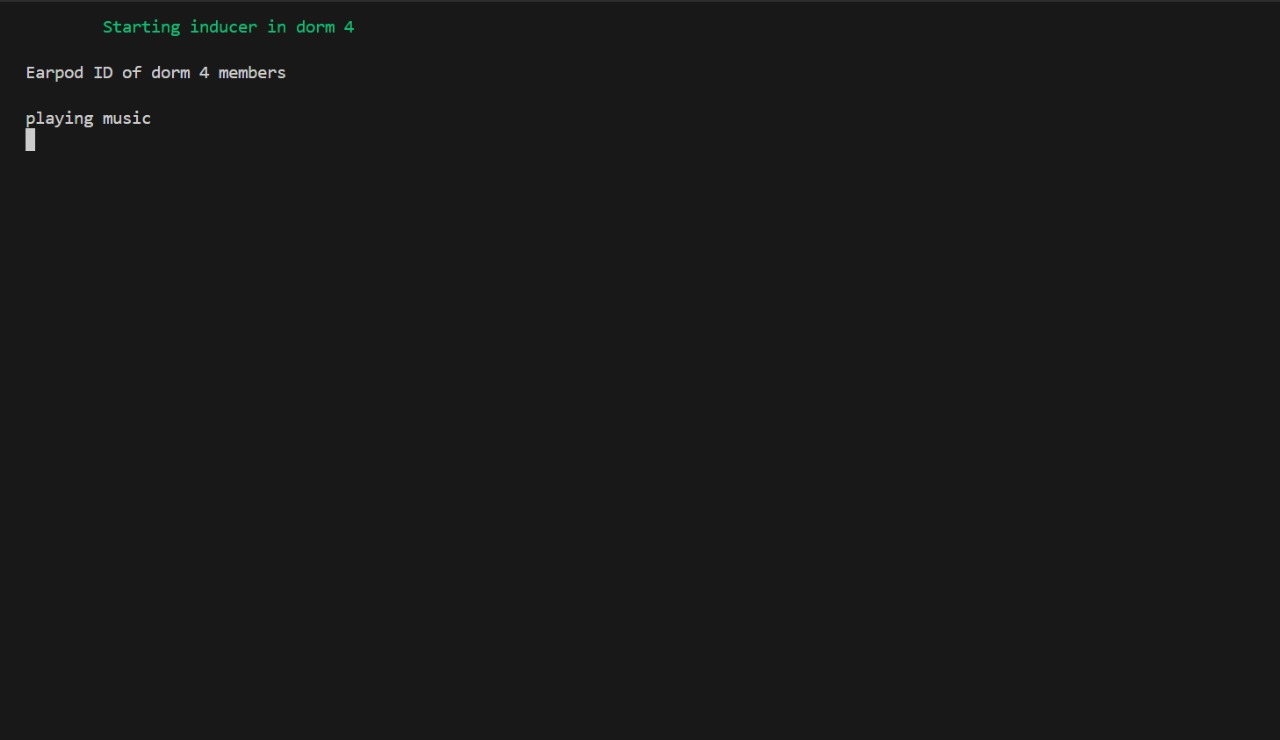 Starting inducer in dorm 4
Earpod ID of dorm 4 members
playing music